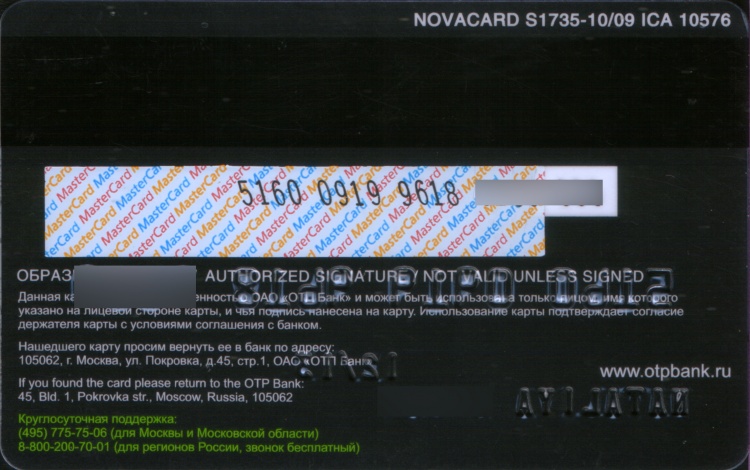 NOVACARD S1735-10/09 ICA 10576
5160 0919 9618
AUTHORIZED SIGNATURE / NOT VALID UNLESS SIGNED
Данная ОАО «ОТП Банк» и может быть использована только лицом, имя которого
указано на лицевой стороне карты, и чья подпись нанесена на карту. Использование карты подтверждает согласие
держателя карты с условиями соглашения с банком.
Нашедшего карту просим вернуть ее в банк по адресу:
105062, г. Москва, ул. Покровка, д.45, стр.1, ОАО «ОТП Банк»
www.otpbank.ru
If you found the card please return to the OTP Bank:
45, Bld. 1, Pokrovka str., Moscow, Russia, 105062
NATALIYA
Круглосуточная поддержка:
(495) 775-75-06 (для Москвы и Московской области)
8-800-200-70-01 (для регионов России, звонок бесплатный)